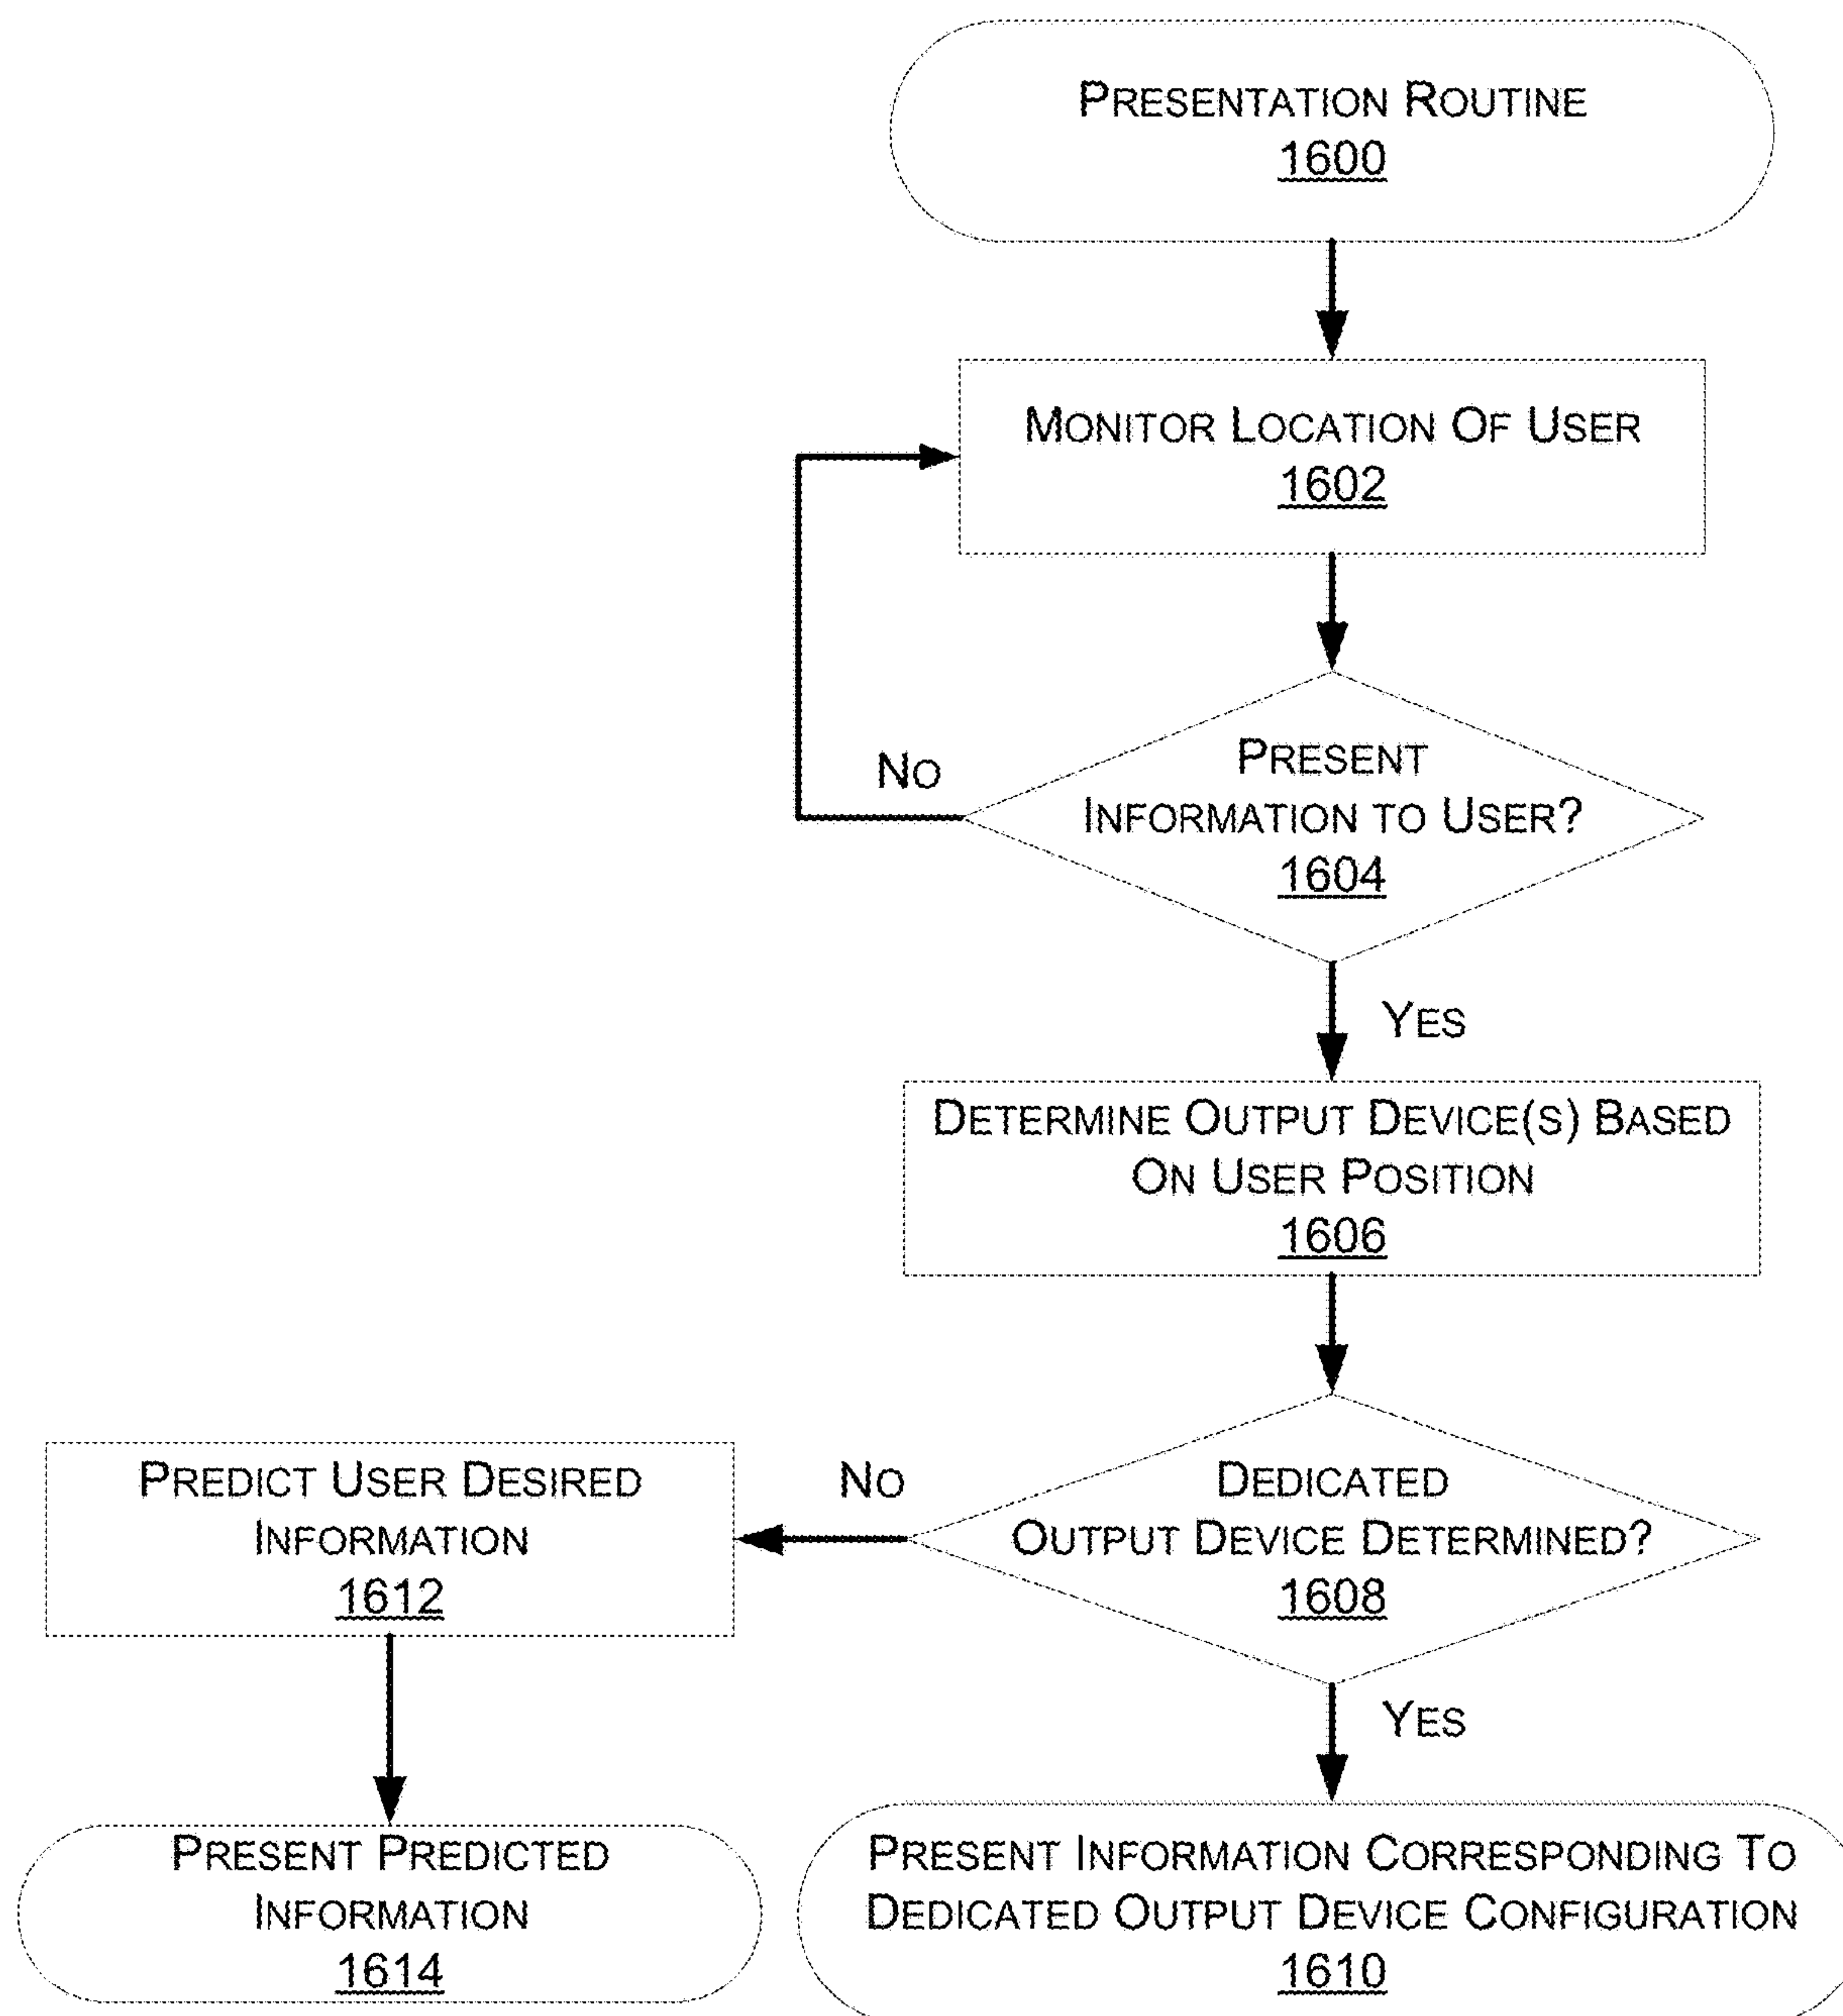 PRESENTATION ROUTINE
1600
MONITOR LOCATION OF USER
1602
PRESENT
INFORMATION TO USER?
1604
NO
YES
DETERMINE OUTPUT DEVICE(S) BASED
ON USER POSITION
1606
DEDICATED
OUTPUT DEVICE DETERMINED?
1608
NO
YES
PREDICT USER DESIRED
INFORMATION
1612
PRESENT PREDICTED
INFORMATION
1614
PRESENT INFORMATION CORRESPONDING TO
DEDICATED OUTPUT DEVICE CONFIGURATION
1610